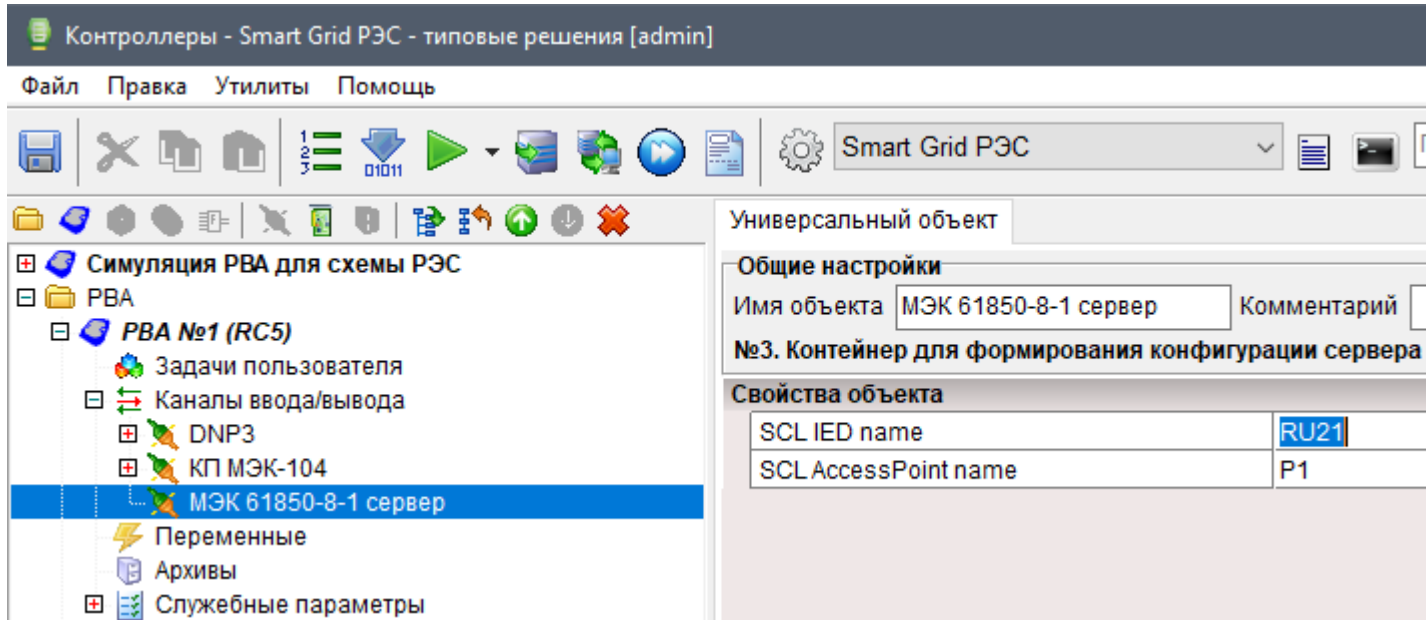 Контроллеры - Smart Grid РЭС - типовые решения [admin]
Файл Правка Утилиты Помощь
1 2 3 01011 Smart Grid РЭС
Универсальный объект
Симуляция РВА для схемы РЭС
РВА
РВА №1 (RC5)
Задачи пользователя
Каналы ввода/вывода
DNP3
КП МЭК-104
МЭК 61850-8-1 сервер
Переменные
Архивы
Служебные параметры
Общие настройки
Имя объекта МЭК 61850-8-1 сервер Комментарий
№3. Контейнер для формирования конфигурации сервера
Свойства объекта
SCL IED name RU21
SCL AccessPoint name P1